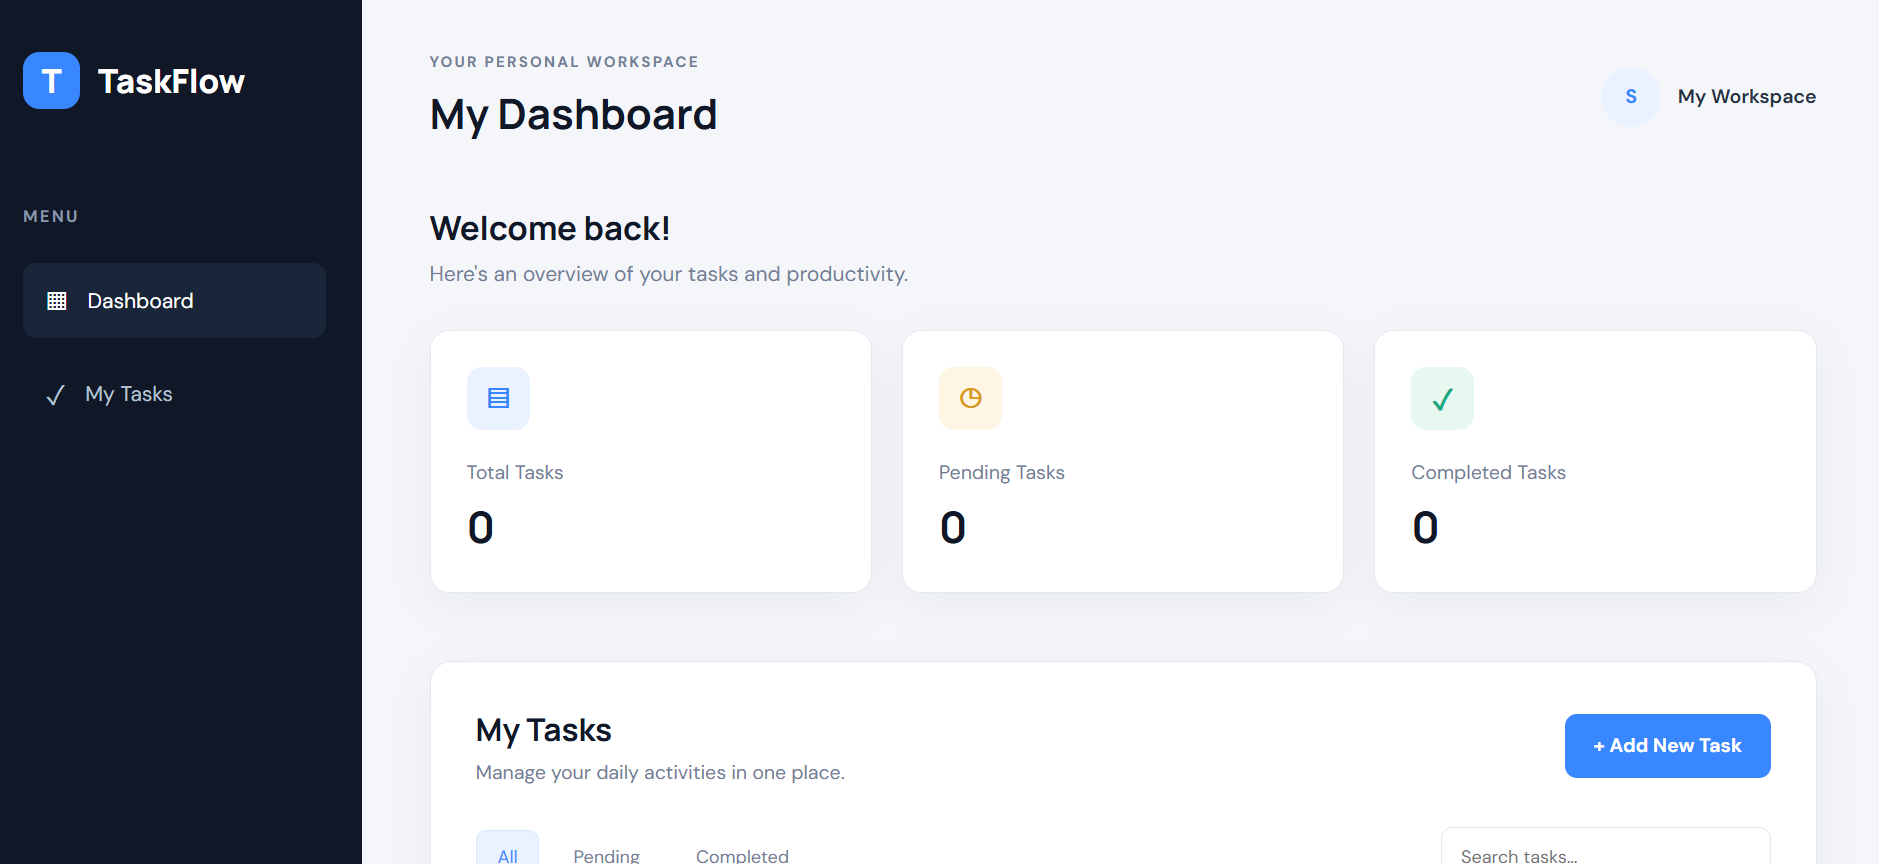 T TaskFlow
MENU
Dashboard
My Tasks
YOUR PERSONAL WORKSPACE
My Dashboard
S My Workspace
Welcome back!
Here's an overview of your tasks and productivity.
Total Tasks
0
Pending Tasks
0
Completed Tasks
0
My Tasks
Manage your daily activities in one place.
+ Add New Task
All Pending Completed
Search tasks...